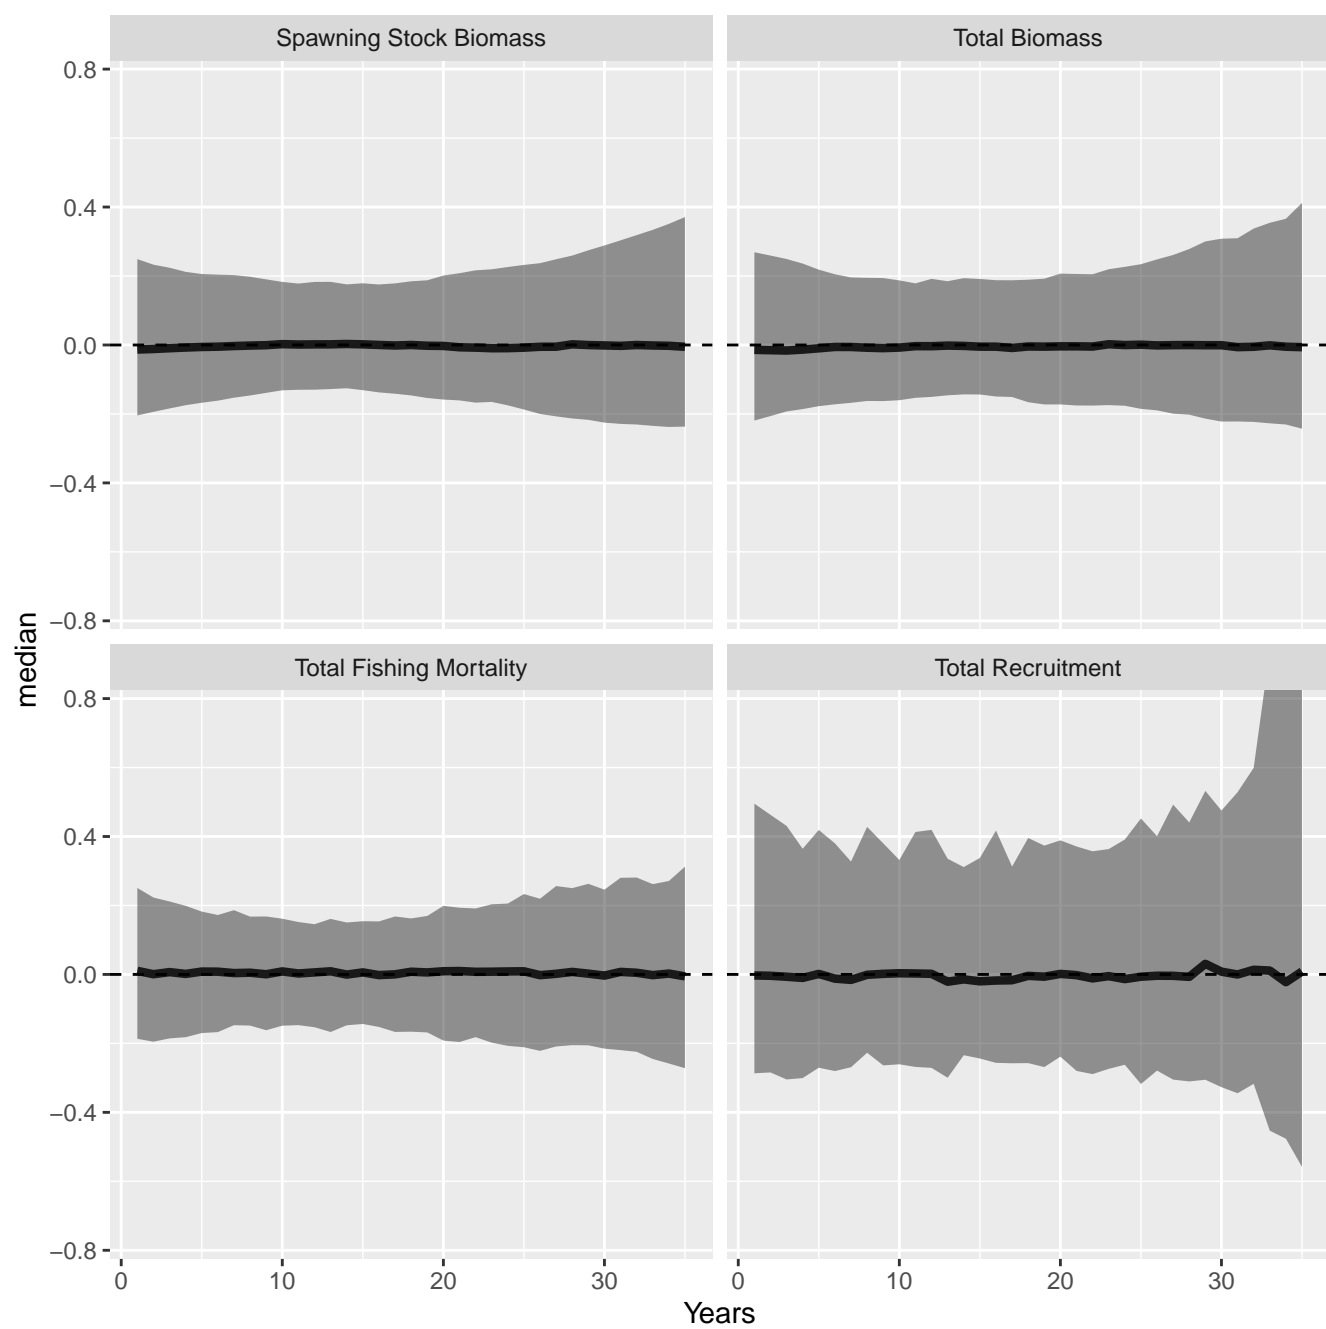 Spawning Stock Biomass
Total Biomass
0.8
0.4
0.0
−0.4
−0.8
Total Fishing Mortality
Total Recruitment
0.8
0.4
0.0
−0.4
−0.8
median
0 10 20 30
0 10 20 30
Years